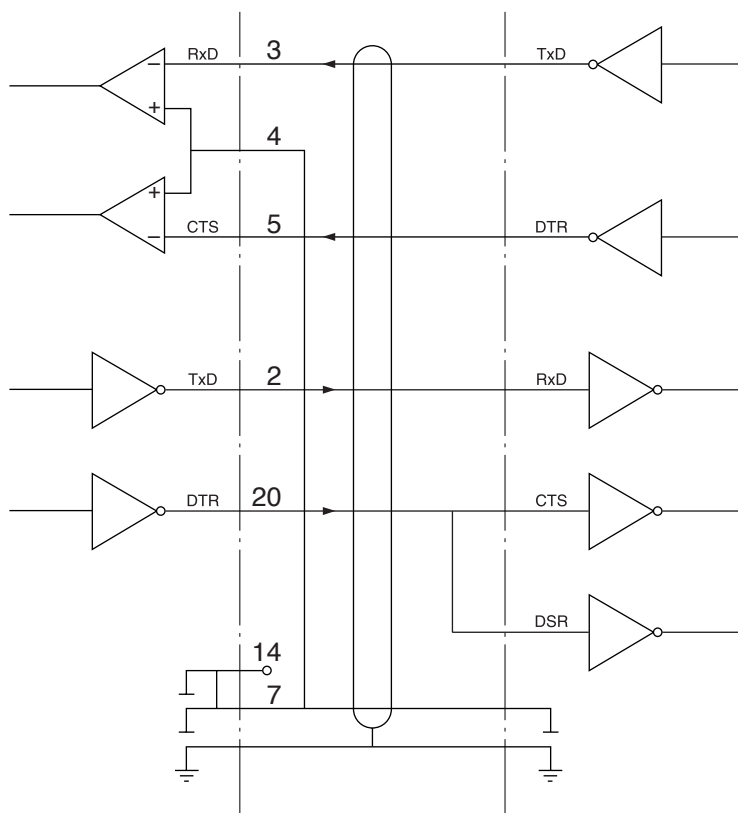 RxD 3 TxD
−
+
4
+
CTS 5 DTR
−
TxD 2 RxD
DTR 20 CTS
DSR
14
7